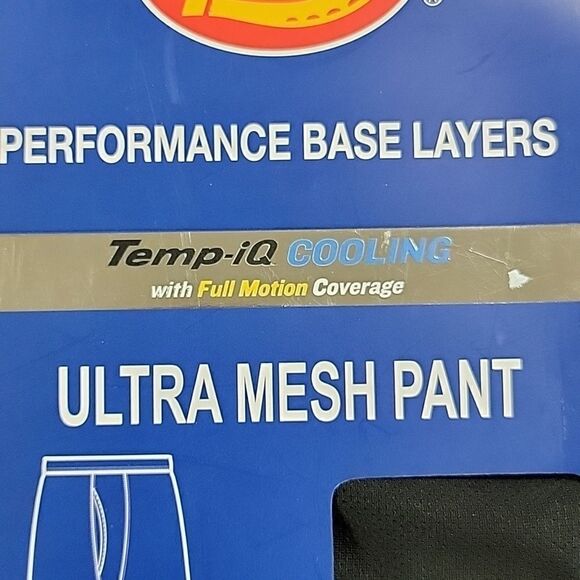 ®
PERFORMANCE BASE LAYERS
Temp-iQ COOLING
with Full Motion Coverage
ULTRA MESH PANT